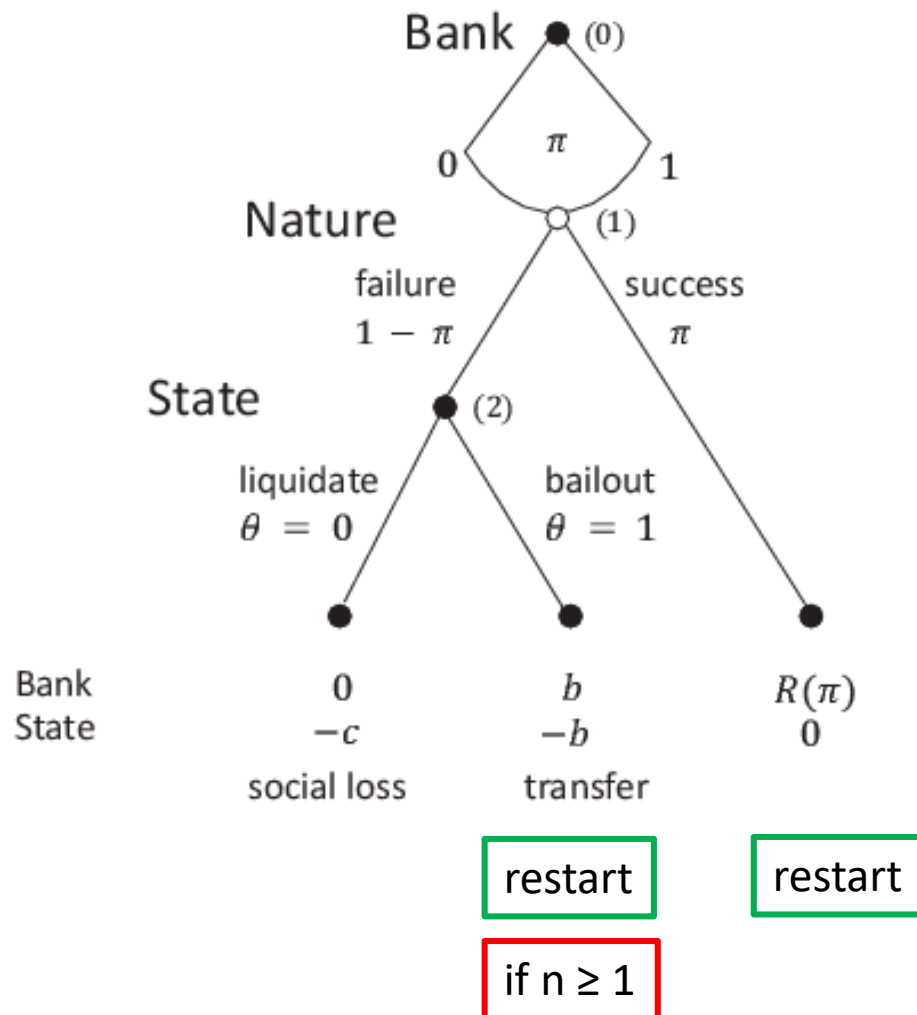 Bank (0)
0 π 1
Nature (1)
failure success
1 − π π
State (2)
liquidate bailout
θ = 0 θ = 1
Bank 0 b R(π)
State −c −b 0
social loss transfer
restart restart
if n ≥ 1